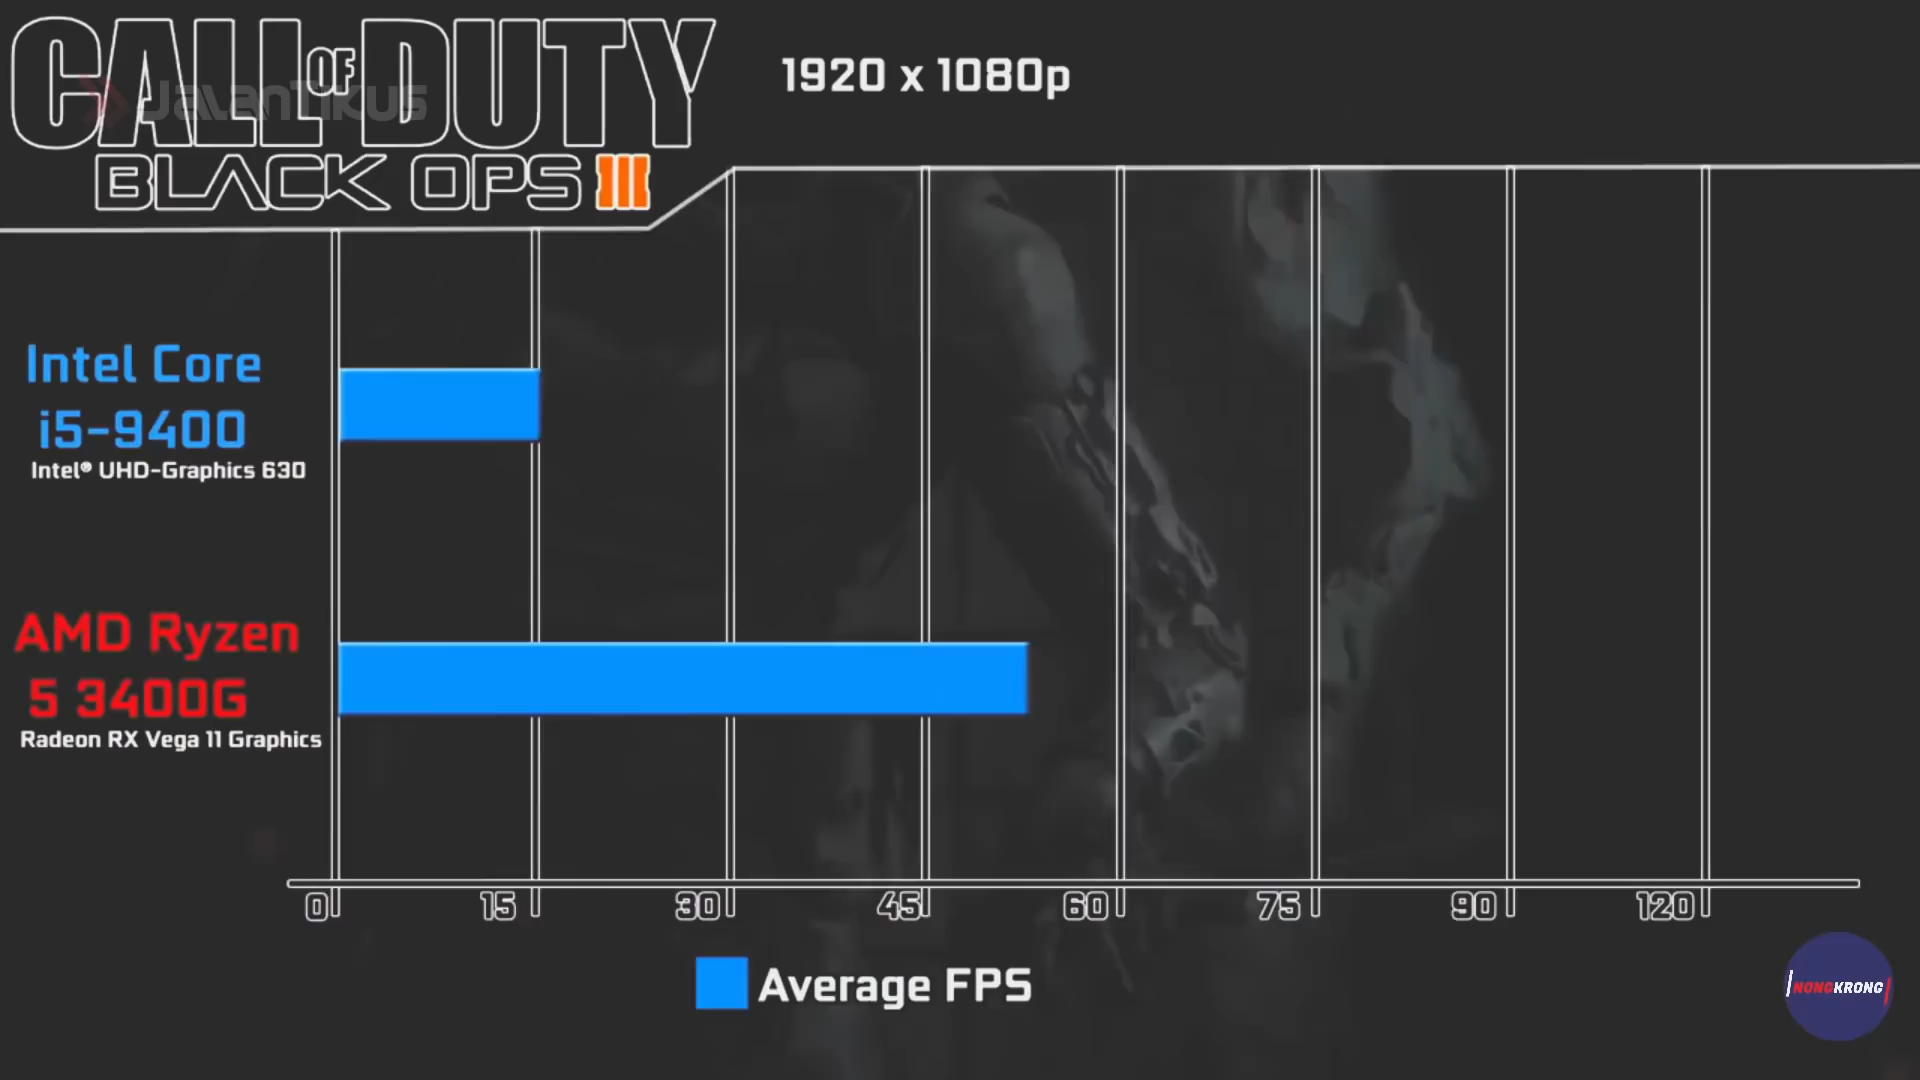 CALL OF DUTY
BLACK OPS III
JalanTikus
1920 x 1080p
Intel Core
i5-9400
Intel® UHD-Graphics 630
AMD Ryzen
5 3400G
Radeon RX Vega 11 Graphics
0 15 30 45 60 75 90 120
Average FPS
NONGKRONG